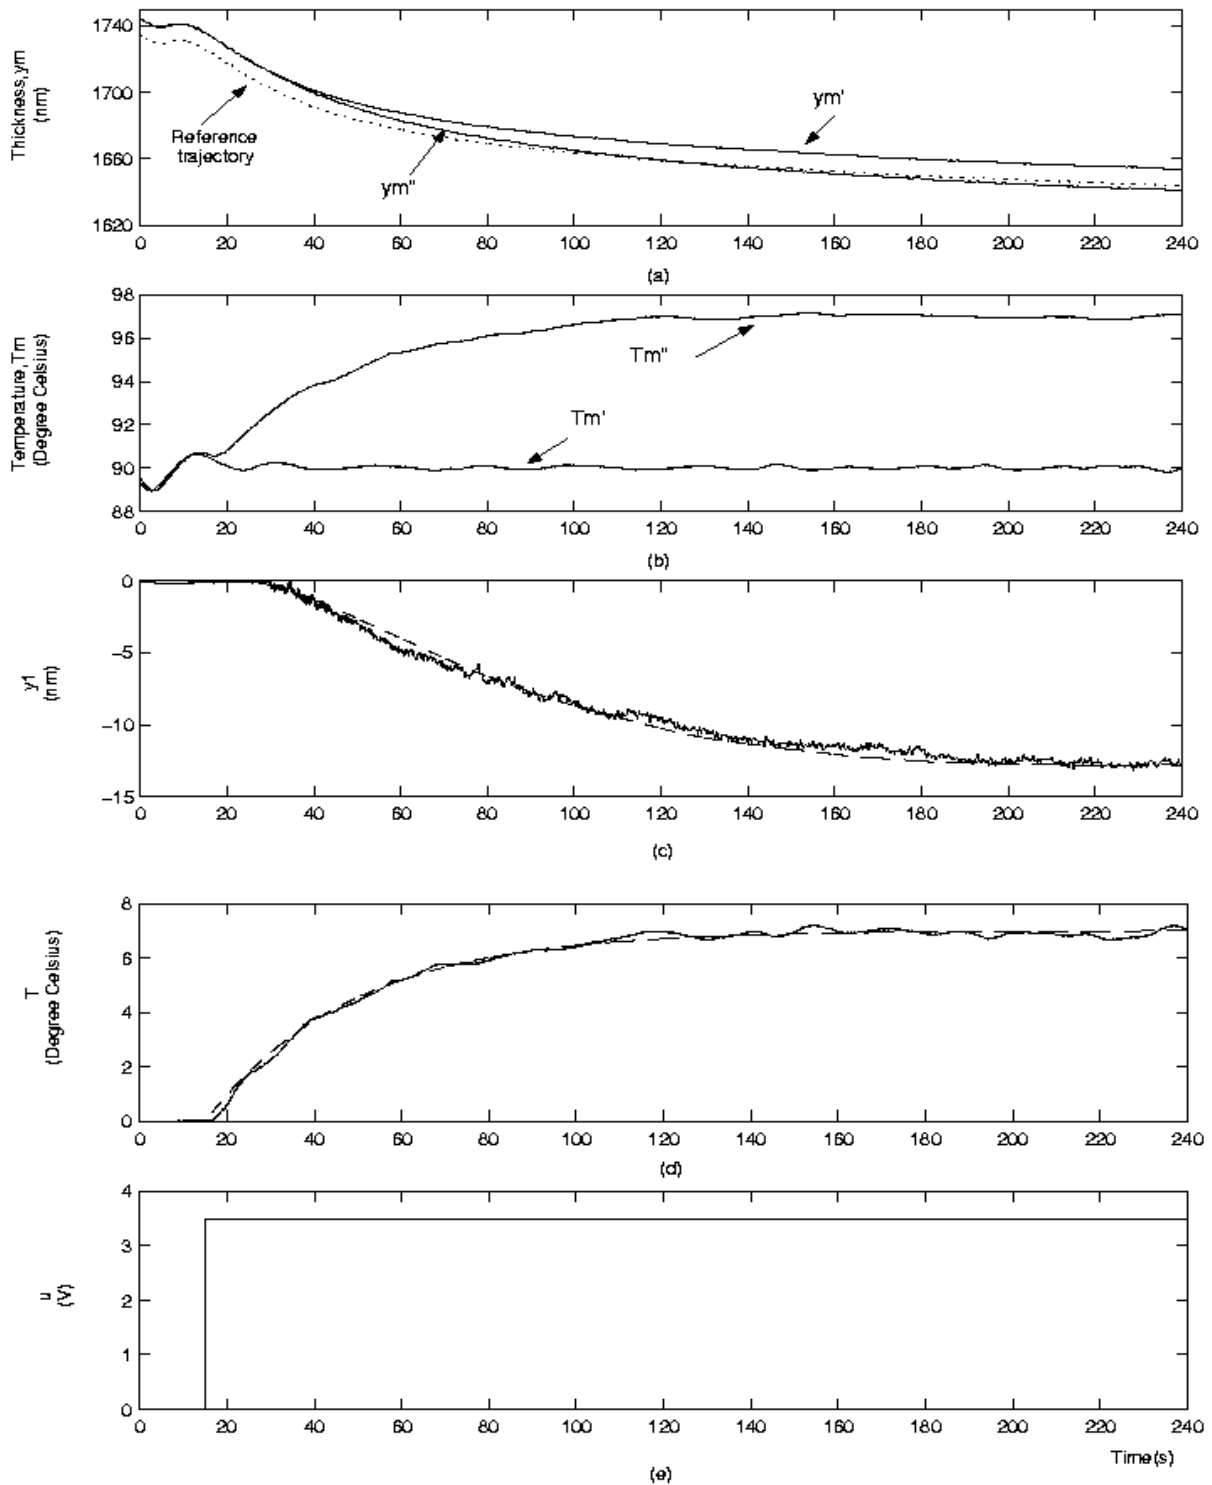 Thickness,ym
(nm)
1740
1700
1660
1620
Reference
trajectory
ym"
ym'
0 20 40 60 80 100 120 140 160 180 200 220 240
(a)
Temperature,Tm
(Degree Celsius)
98
96
94
92
90
88
Tm"
Tm'
0 20 40 60 80 100 120 140 160 180 200 220 240
(b)
y1
(nm)
0
-5
-10
-15
0 20 40 60 80 100 120 140 160 180 200 220 240
(c)
T
(Degree Celsius)
8
6
4
2
0
0 20 40 60 80 100 120 140 160 180 200 220 240
(d)
u
(V)
4
3
2
1
0
0 20 40 60 80 100 120 140 160 180 200 220 240
Time(s)
(e)